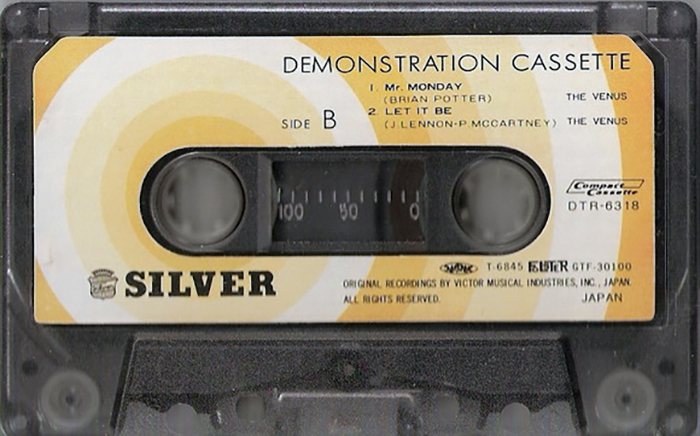 DEMONSTRATION CASSETTE
1. Mr. MONDAY
(BRIAN POTTER) THE VENUS
2. LET IT BE
(J.LENNON-P.MCCARTNEY) THE VENUS
SIDE B
100 50 0
Compact Cassette
DTR-6318
SILVER
T-6845 GTF-30100
ORIGINAL RECORDINGS BY VICTOR MUSICAL INDUSTRIES, INC., JAPAN.
ALL RIGHTS RESERVED. JAPAN